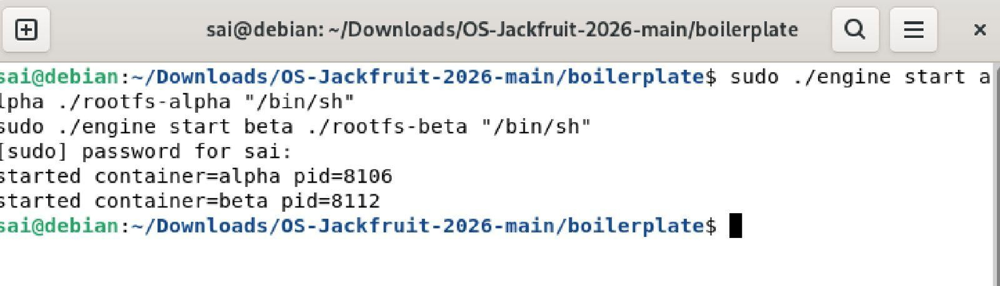 sai@debian: ~/Downloads/OS-Jackfruit-2026-main/boilerplate
sai@debian:~/Downloads/OS-Jackfruit-2026-main/boilerplate$ sudo ./engine start a
lpha ./rootfs-alpha "/bin/sh"
sudo ./engine start beta ./rootfs-beta "/bin/sh"
[sudo] password for sai:
started container=alpha pid=8106
started container=beta pid=8112
sai@debian:~/Downloads/OS-Jackfruit-2026-main/boilerplate$